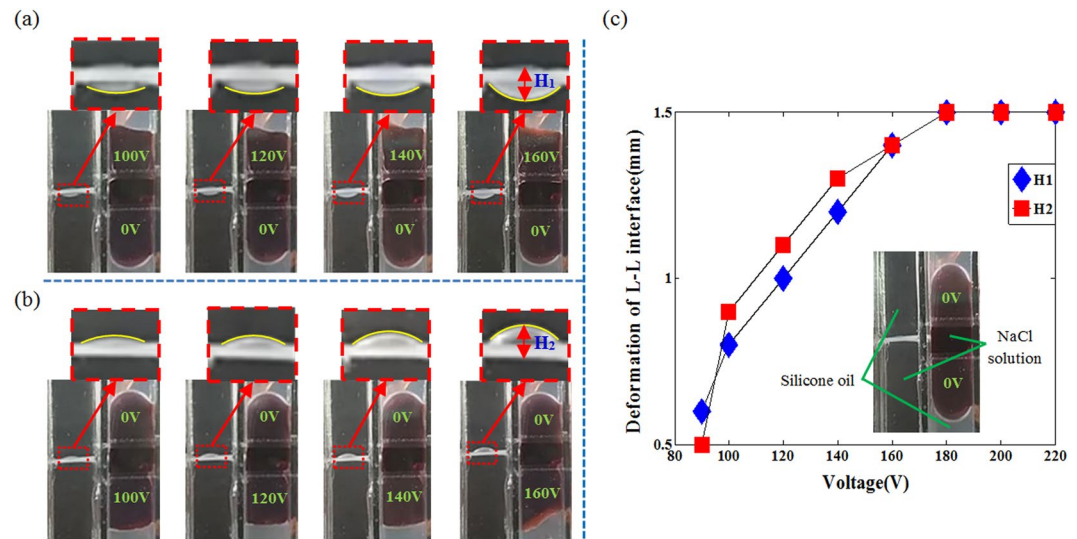 (a)
H1
100V
120V
140V
160V
0V
0V
0V
0V
(b)
H2
0V
0V
0V
0V
100V
120V
140V
160V
(c)
Deformation of L-L interface(mm)
1.5
1
0.5
80
100
120
140
160
180
200
220
Voltage(V)
H1
H2
0V
0V
NaCl
solution
Silicone oil